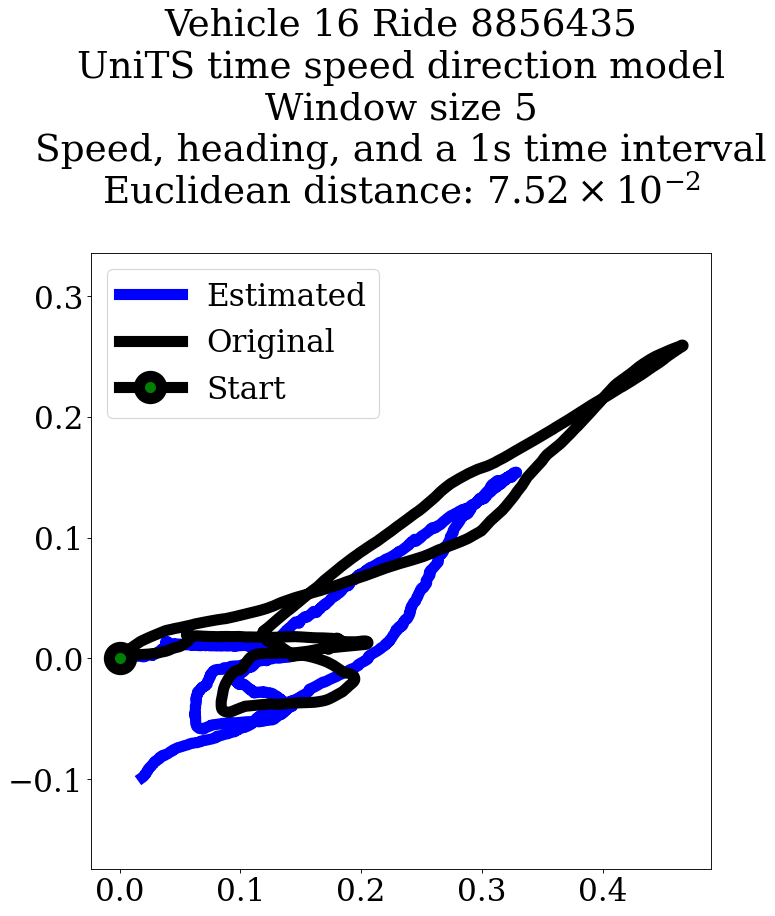 Vehicle 16 Ride 8856435
UniTS time speed direction model
Window size 5
Speed, heading, and a 1s time interval
Euclidean distance: 7.52 × 10⁻²
Estimated
Original
Start
0.3
0.2
0.1
0.0
−0.1
0.0 0.1 0.2 0.3 0.4